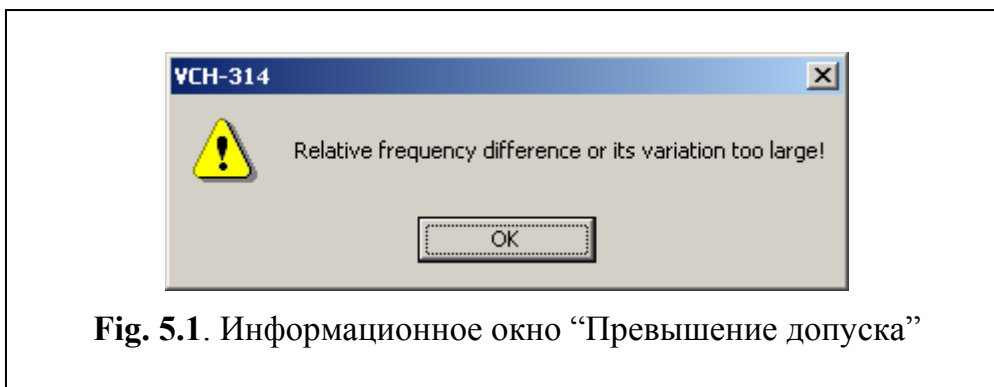 VCH-314
Relative frequency difference or its variation too large!
OK
Fig. 5.1. Информационное окно “Превышение допуска”